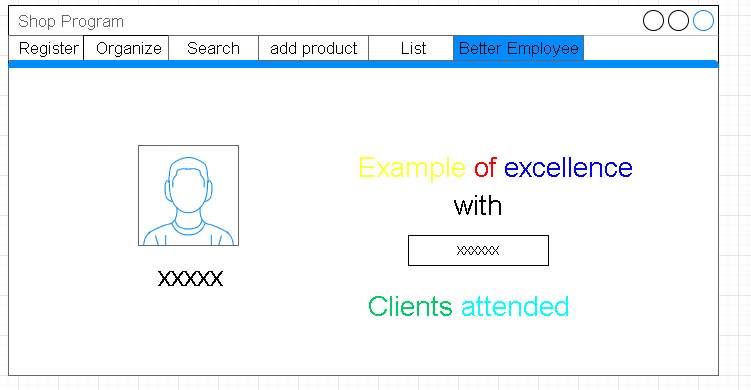 Shop Program
Register Organize Search add product List Better Employee
Example of excellence
with
xxxxxx
xxxxx
Clients attended